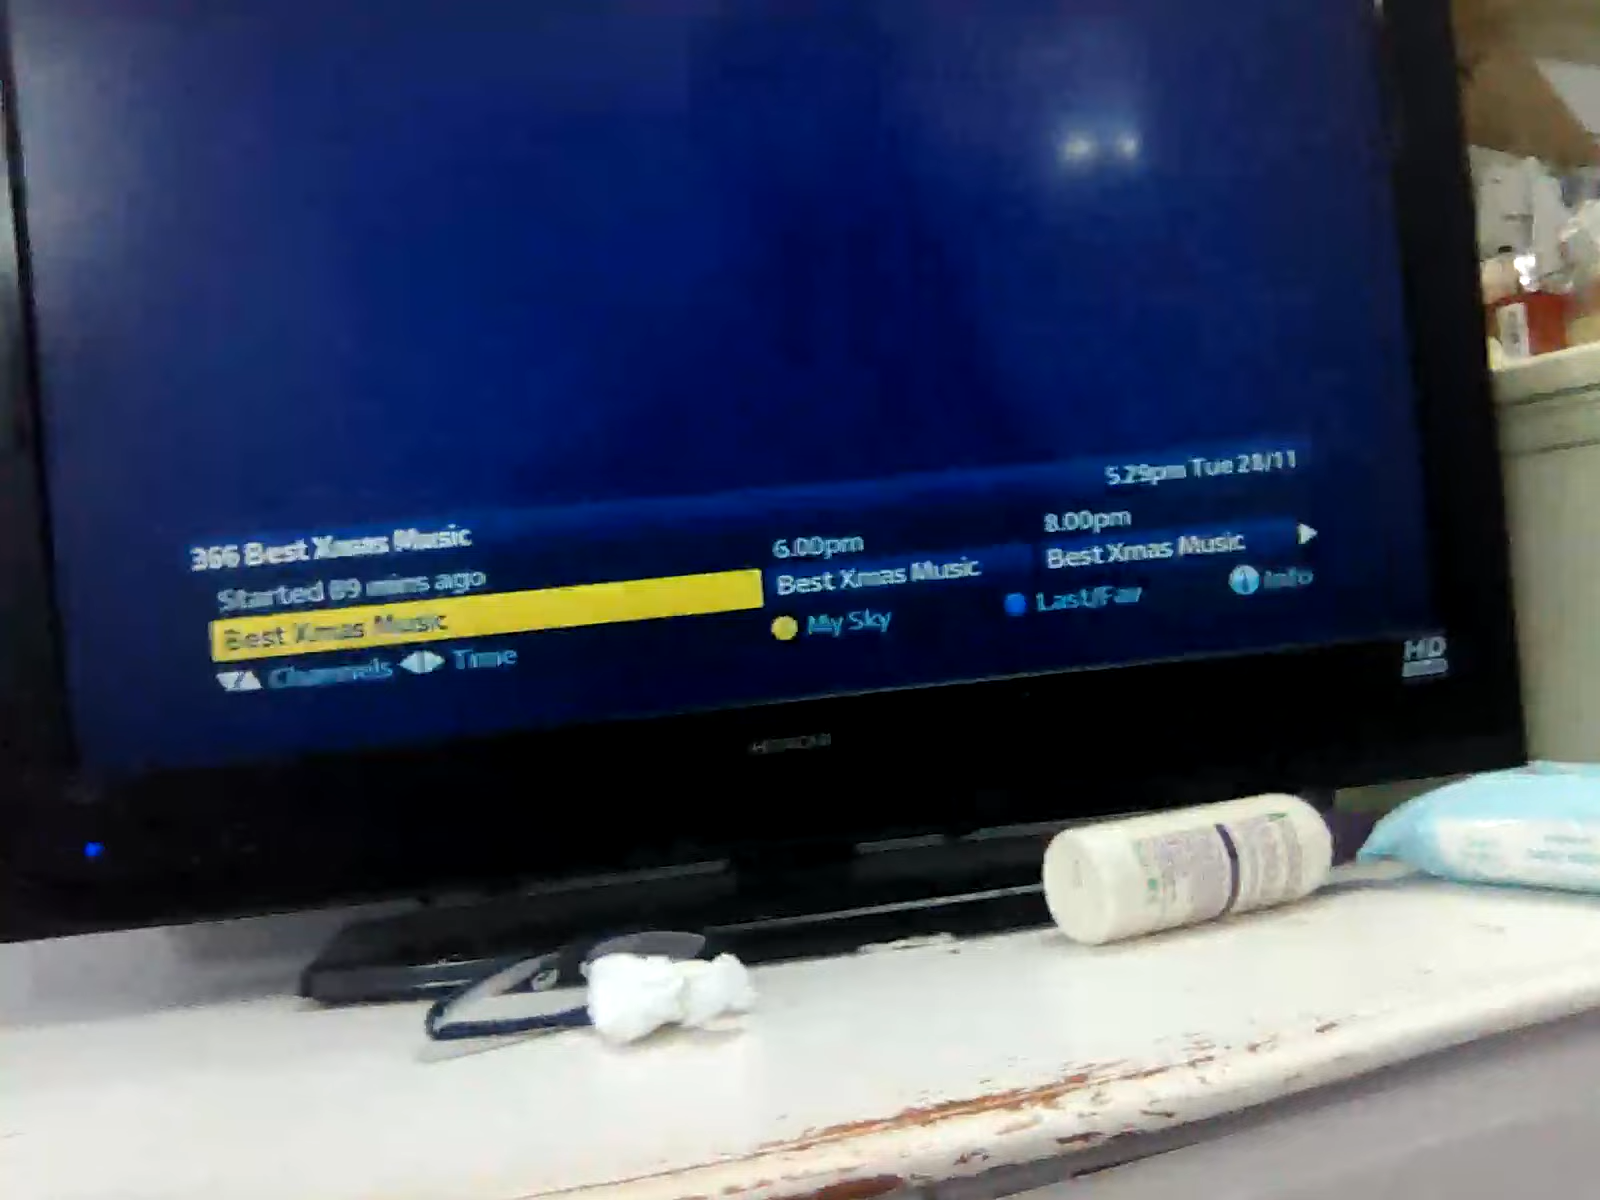 5.29pm Tue 28/11
366 Best Xmas Music
Started 89 mins ago
6.00pm
8.00pm
Best Xmas Music
Best Xmas Music
Best Xmas Music
Channels
Time
My Sky
Last/Fav
i Info
HD
HITACHI